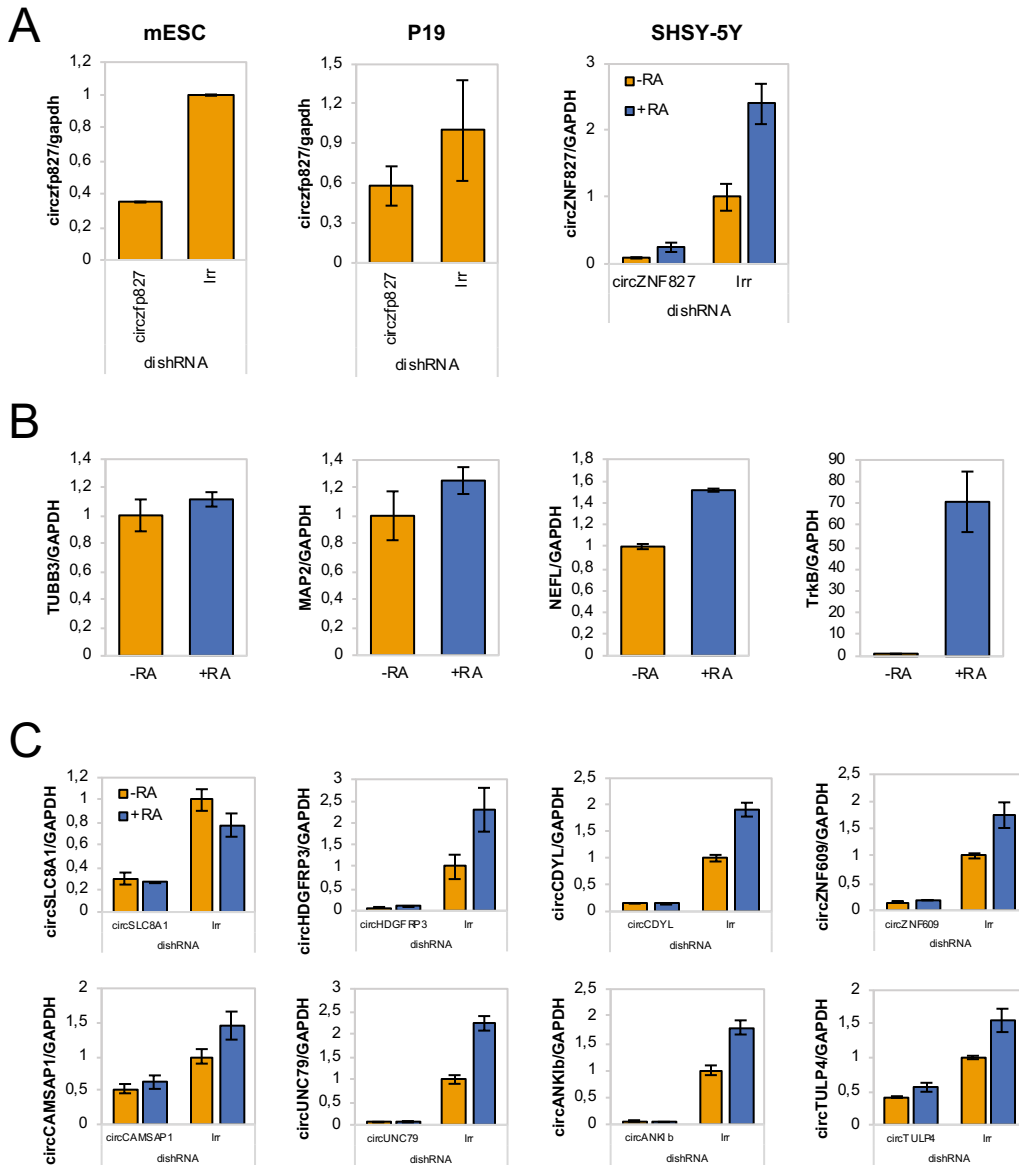 A
mESC
P19
SHSY-5Y
circzfp827/gapdh
1,2
1
0,8
0,6
0,4
0,2
0
circzfp827
Irr
dishRNA
circzfp827/gapdh
1,5
1,2
0,9
0,6
0,3
0
circzfp827
Irr
dishRNA
circZNF827/GAPDH
3
2
1
0
-RA
+RA
circZNF827
Irr
dishRNA
B
TUBB3/GAPDH
1,4
1,2
1
0,8
0,6
0,4
0,2
0
-RA
+RA
MAP2/GAPDH
1,4
1,2
1
0,8
0,6
0,4
0,2
0
-RA
+RA
NEFL/GAPDH
1,8
1,6
1,4
1,2
1
0,8
0,6
0,4
0,2
0
-RA
+RA
TrkB/GAPDH
90
80
70
60
50
40
30
20
10
0
-RA
+RA
C
circSLC8A1/GAPDH
1,2
1
0,8
0,6
0,4
0,2
0
-RA
+RA
circSLC8A1
Irr
dishRNA
circHDGFRP3/GAPDH
3
2,5
2
1,5
1
0,5
0
circHDGFRP3
Irr
dishRNA
circCDYL/GAPDH
2,5
2
1,5
1
0,5
0
circCDYL
Irr
dishRNA
circZNF609/GAPDH
2,5
2
1,5
1
0,5
0
circZNF609
Irr
dishRNA
circCAMSAP1/GAPDH
2
1,5
1
0,5
0
circCAMSAP1
Irr
dishRNA
circUNC79/GAPDH
3
2,5
2
1,5
1
0,5
0
circUNC79
Irr
dishRNA
circANKIb/GAPDH
2,5
2
1,5
1
0,5
0
circANKIb
Irr
dishRNA
circTULP4/GAPDH
2
1,5
1
0,5
0
circTULP4
Irr
dishRNA